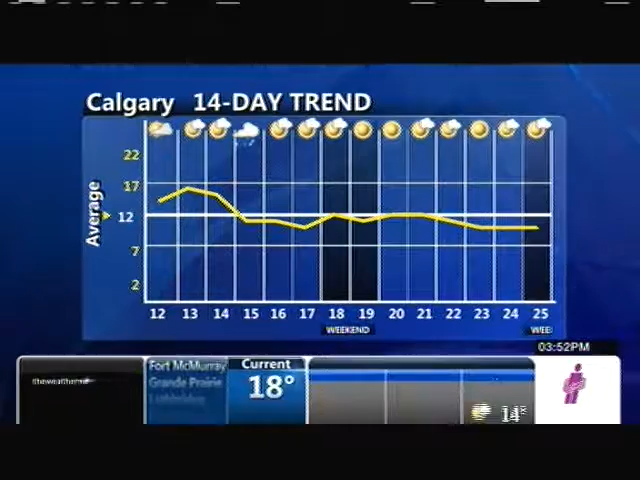 Calgary 14-DAY TREND
22
17
Average
12
7
2
12 13 14 15 16 17 18 19 20 21 22 23 24 25
WEEKEND WEE
03:52PM
Fort McMurray Current
Grande Prairie
18°
14°